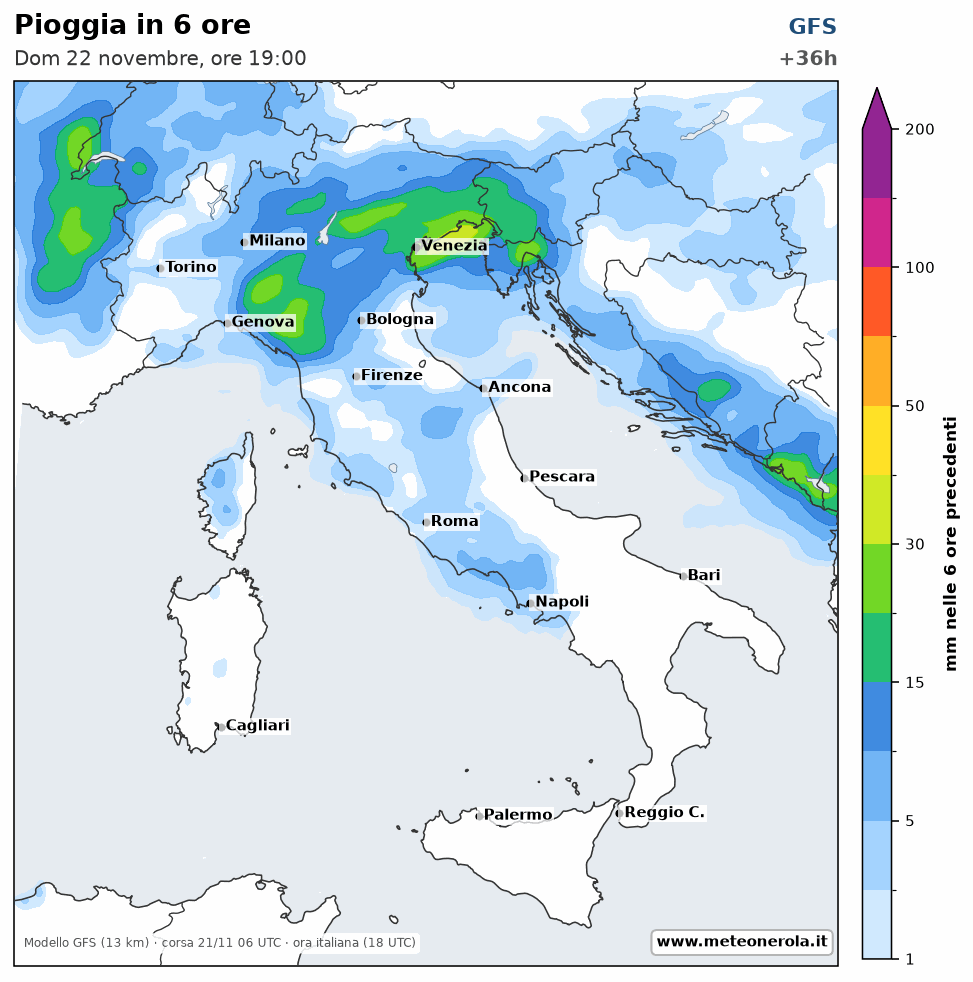 Pioggia in 6 ore
GFS
Dom 22 novembre, ore 19:00
+36h
200
100
50
30
15
5
1
mm nelle 6 ore precedenti
Milano
Venezia
Torino
Genova
Bologna
Firenze
Ancona
Pescara
Roma
Bari
Napoli
Cagliari
Palermo
Reggio C.
Modello GFS (13 km) · corsa 21/11 06 UTC · ora italiana (18 UTC)
www.meteonerola.it